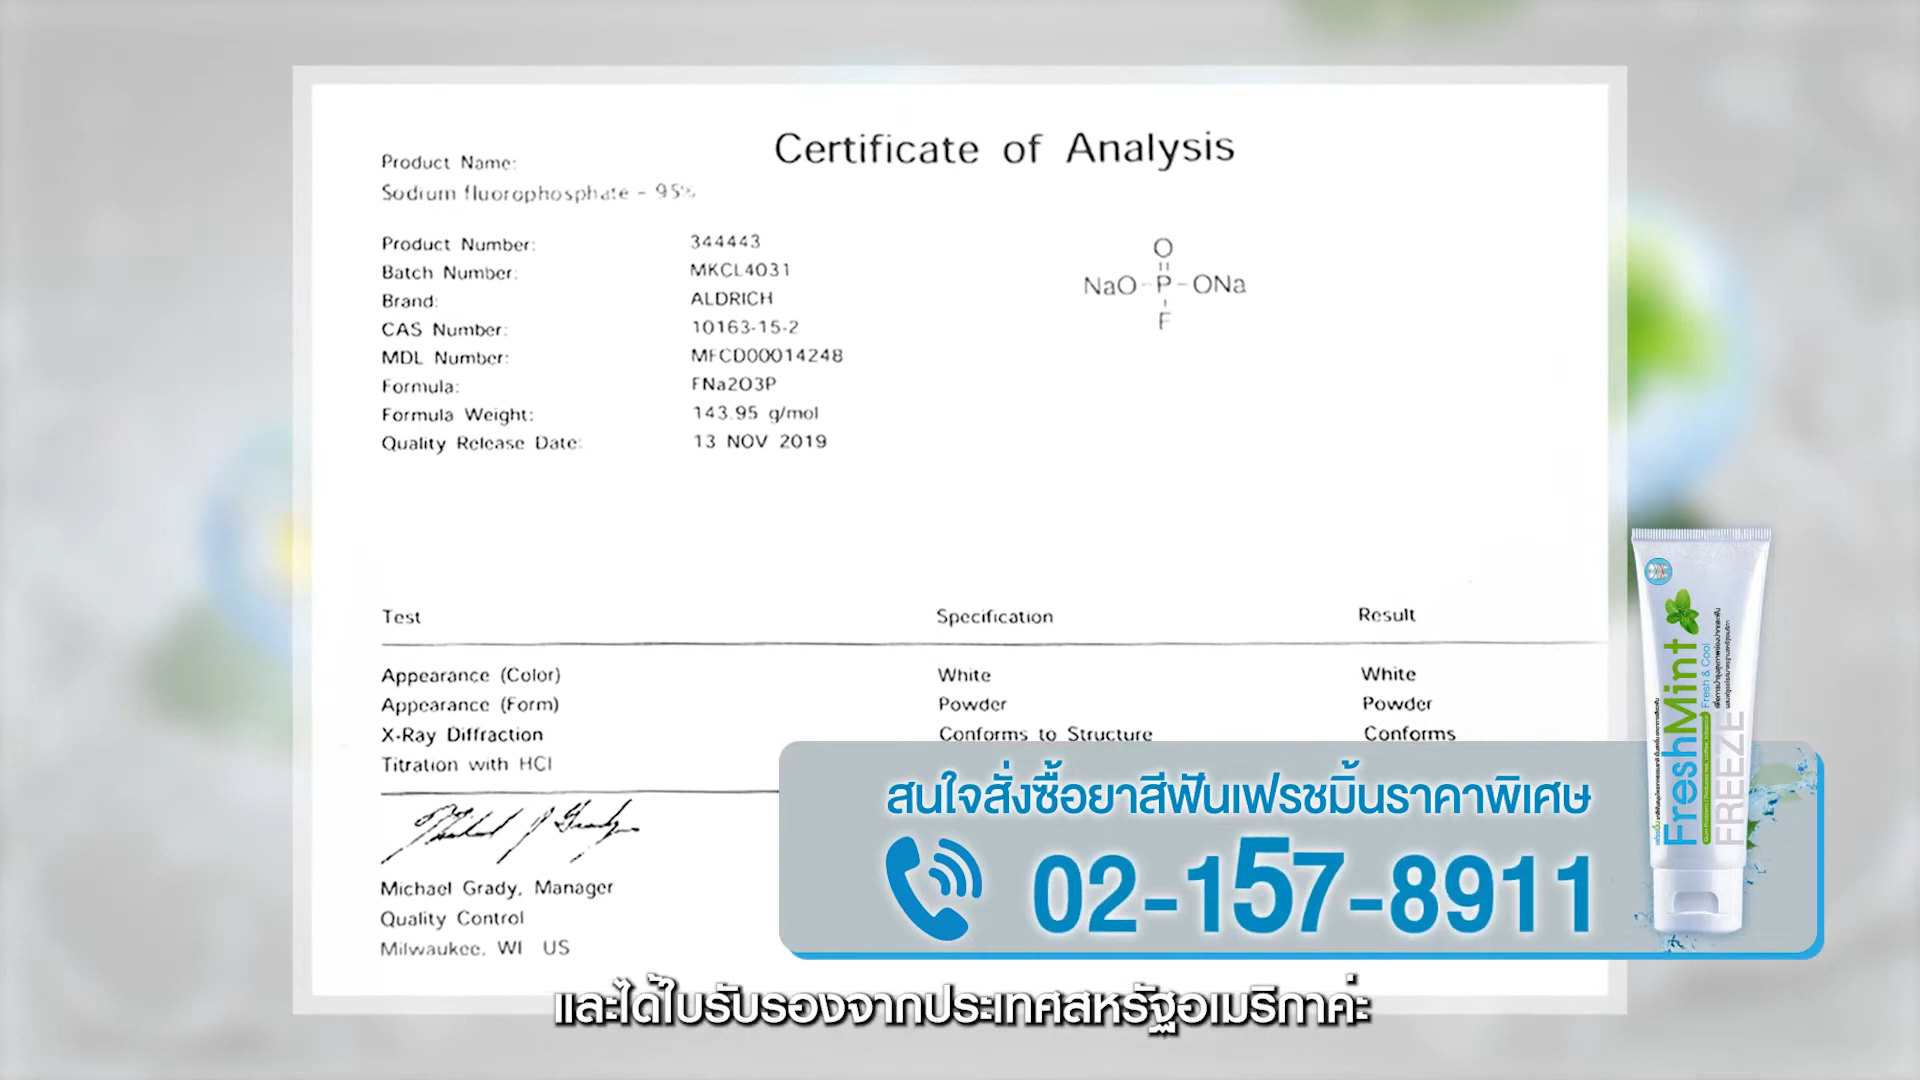 Certificate of Analysis
Product Name:
Sodium fluorophosphate - 95%
Product Number: 344443
Batch Number: MKCL4031
Brand: ALDRICH
CAS Number: 10163-15-2
MDL Number: MFCD00014248
Formula: FNa2O3P
Formula Weight: 143.95 g/mol
Quality Release Date: 13 NOV 2019
O
NaO-P-ONa
F
Test Specification Result
Appearance (Color) White White
Appearance (Form) Powder Powder
X-Ray Diffraction Conforms to Structure Conforms
Titration with HCl
Michael Grady, Manager
Quality Control
Milwaukee, WI US
สนใจสั่งซื้อยาสีฟันเฟรชมิ้นราคาพิเศษ
02-157-8911
FreshMint
Fresh & Cool
FREEZE
และได้ใบรับรองจากประเทศสหรัฐอเมริกาค่ะ